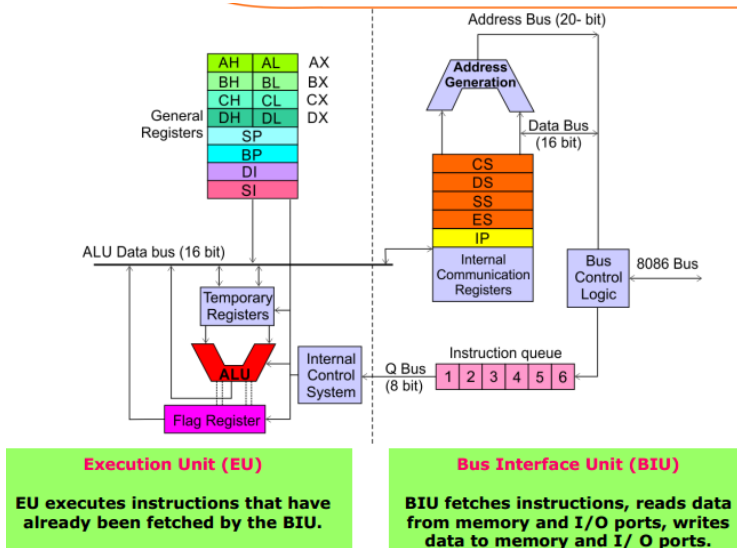 Address Bus (20- bit)
AH AL AX
BH BL BX
CH CL CX
DH DL DX
General
Registers
SP
BP
DI
SI
Address
Generation
Data Bus
(16 bit)
CS
DS
SS
ES
IP
Internal
Communication
Registers
Bus
Control
Logic
8086 Bus
ALU Data bus (16 bit)
Temporary
Registers
ALU
Internal
Control
System
Flag Register
Q Bus
(8 bit)
Instruction queue
1 2 3 4 5 6
Execution Unit (EU)
EU executes instructions that have
already been fetched by the BIU.
Bus Interface Unit (BIU)
BIU fetches instructions, reads data
from memory and I/O ports, writes
data to memory and I/ O ports.